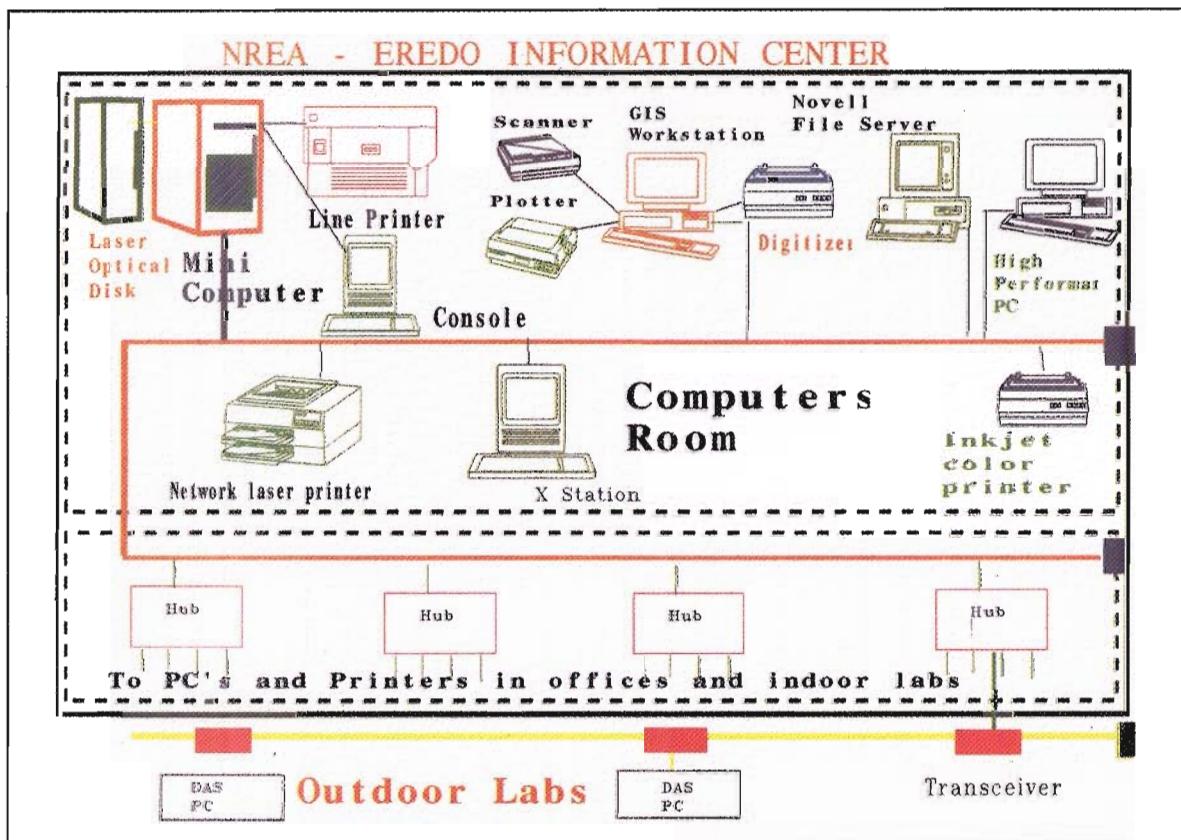 NREA - EREDO INFORMATION CENTER
Scanner
GIS
Workstation
Novell
File Server
Plotter
Line Printer
Digitizer
Laser
Optical
Disk
Mini
Computer
High
Performat
PC
Console
Computers
Room
Network laser printer
X Station
Inkjet
color
printer
Hub
Hub
Hub
Hub
To PC's and Printers in offices and indoor labs
DAS
PC
Outdoor Labs
DAS
PC
Transceiver